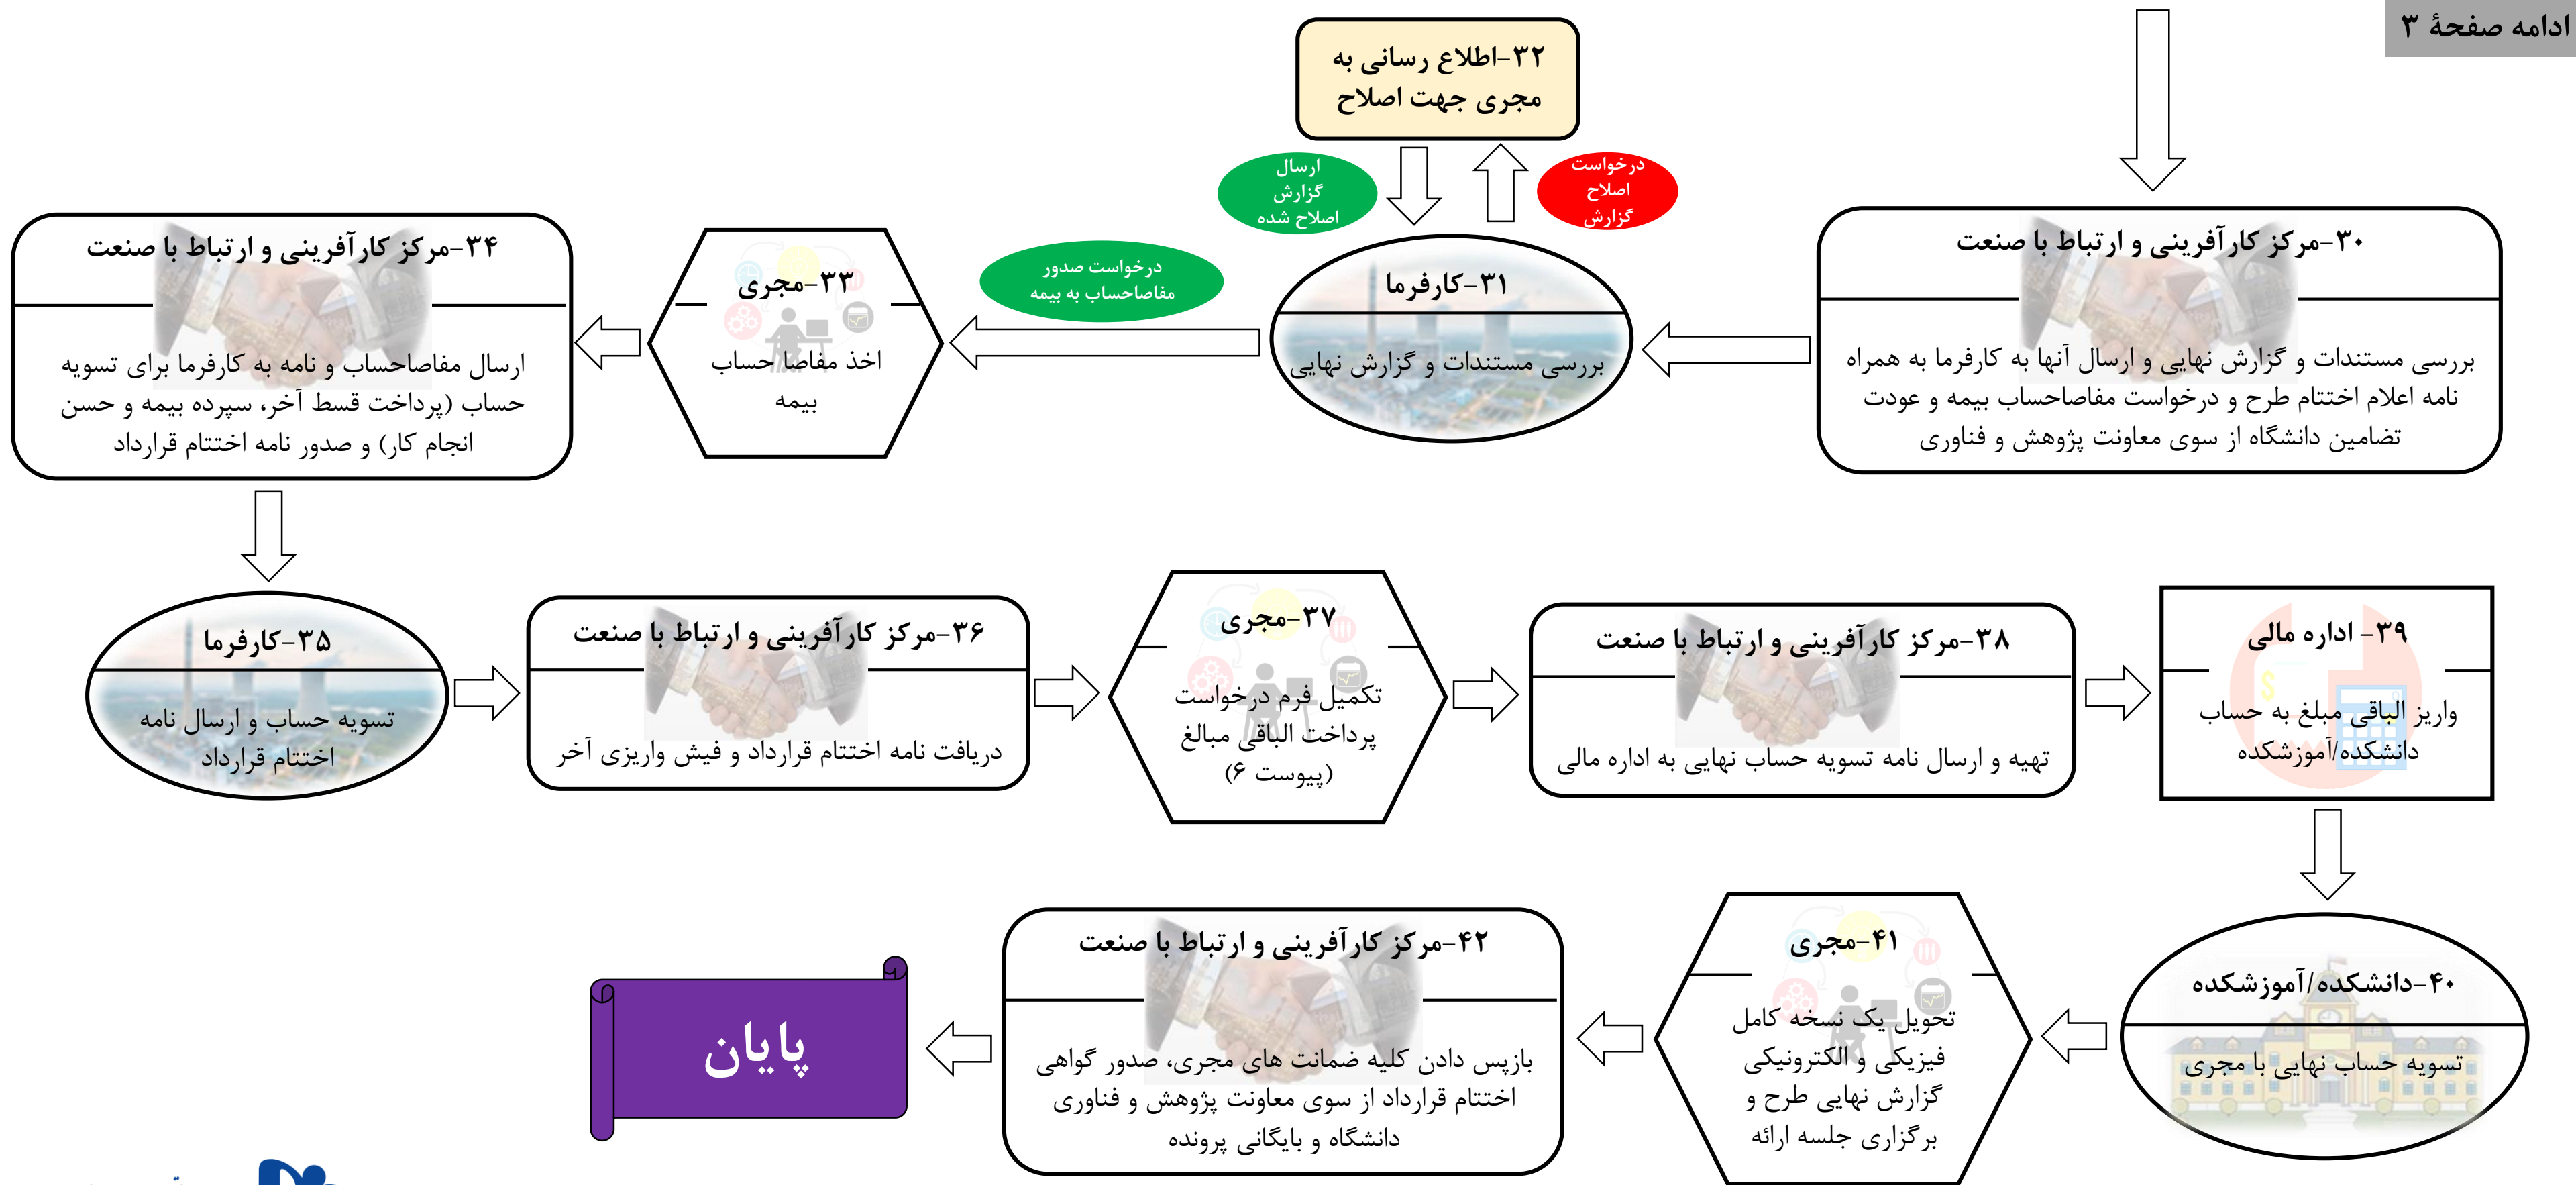 ادامه صفحهٔ ۳
۳۰-مرکز کارآفرینی و ارتباط با صنعت
بررسی مستندات و گزارش نهایی و ارسال آنها به کارفرما به همراه
نامه اعلام اختتام طرح و درخواست مفاصاحساب بیمه و عودت
تضامین دانشگاه از سوی معاونت پژوهش و فناوری
۳۱-کارفرما
بررسی مستندات و گزارش نهایی
درخواست
اصلاح
گزارش
۳۲-اطلاع رسانی به
مجری جهت اصلاح
ارسال
گزارش
اصلاح شده
درخواست صدور
مفاصاحساب به بیمه
۳۳-مجری
اخذ مفاصا حساب
بیمه
۳۴-مرکز کارآفرینی و ارتباط با صنعت
ارسال مفاصاحساب و نامه به کارفرما برای تسویه
حساب (پرداخت قسط آخر، سپرده بیمه و حسن
انجام کار) و صدور نامه اختتام قرارداد
۳۵-کارفرما
تسویه حساب و ارسال نامه
اختتام قرارداد
۳۶-مرکز کارآفرینی و ارتباط با صنعت
دریافت نامه اختتام قرارداد و فیش واریزی آخر
۳۷-مجری
تکمیل فرم درخواست
پرداخت الباقی مبالغ
(پیوست ۶)
۳۸-مرکز کارآفرینی و ارتباط با صنعت
تهیه و ارسال نامه تسویه حساب نهایی به اداره مالی
۳۹- اداره مالی
واریز الباقی مبلغ به حساب
دانشکده/آموزشکده
۴۰-دانشکده/آموزشکده
تسویه حساب نهایی با مجری
۴۱-مجری
تحویل یک نسخه کامل
فیزیکی و الکترونیکی
گزارش نهایی طرح و
برگزاری جلسه ارائه
۴۲-مرکز کارآفرینی و ارتباط با صنعت
بازپس دادن کلیه ضمانت های مجری، صدور گواهی
اختتام قرارداد از سوی معاونت پژوهش و فناوری
دانشگاه و بایگانی پرونده
پایان